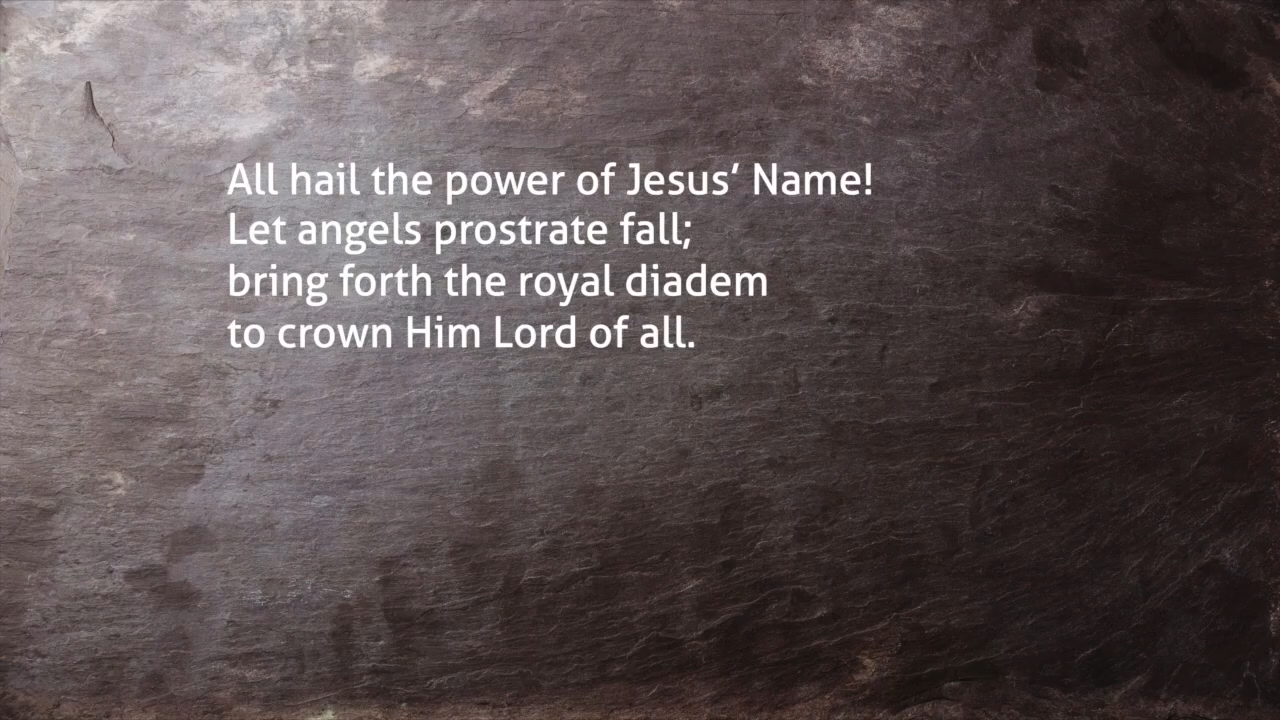 All hail the power of Jesus’ Name!
Let angels prostrate fall;
bring forth the royal diadem
to crown Him Lord of all.